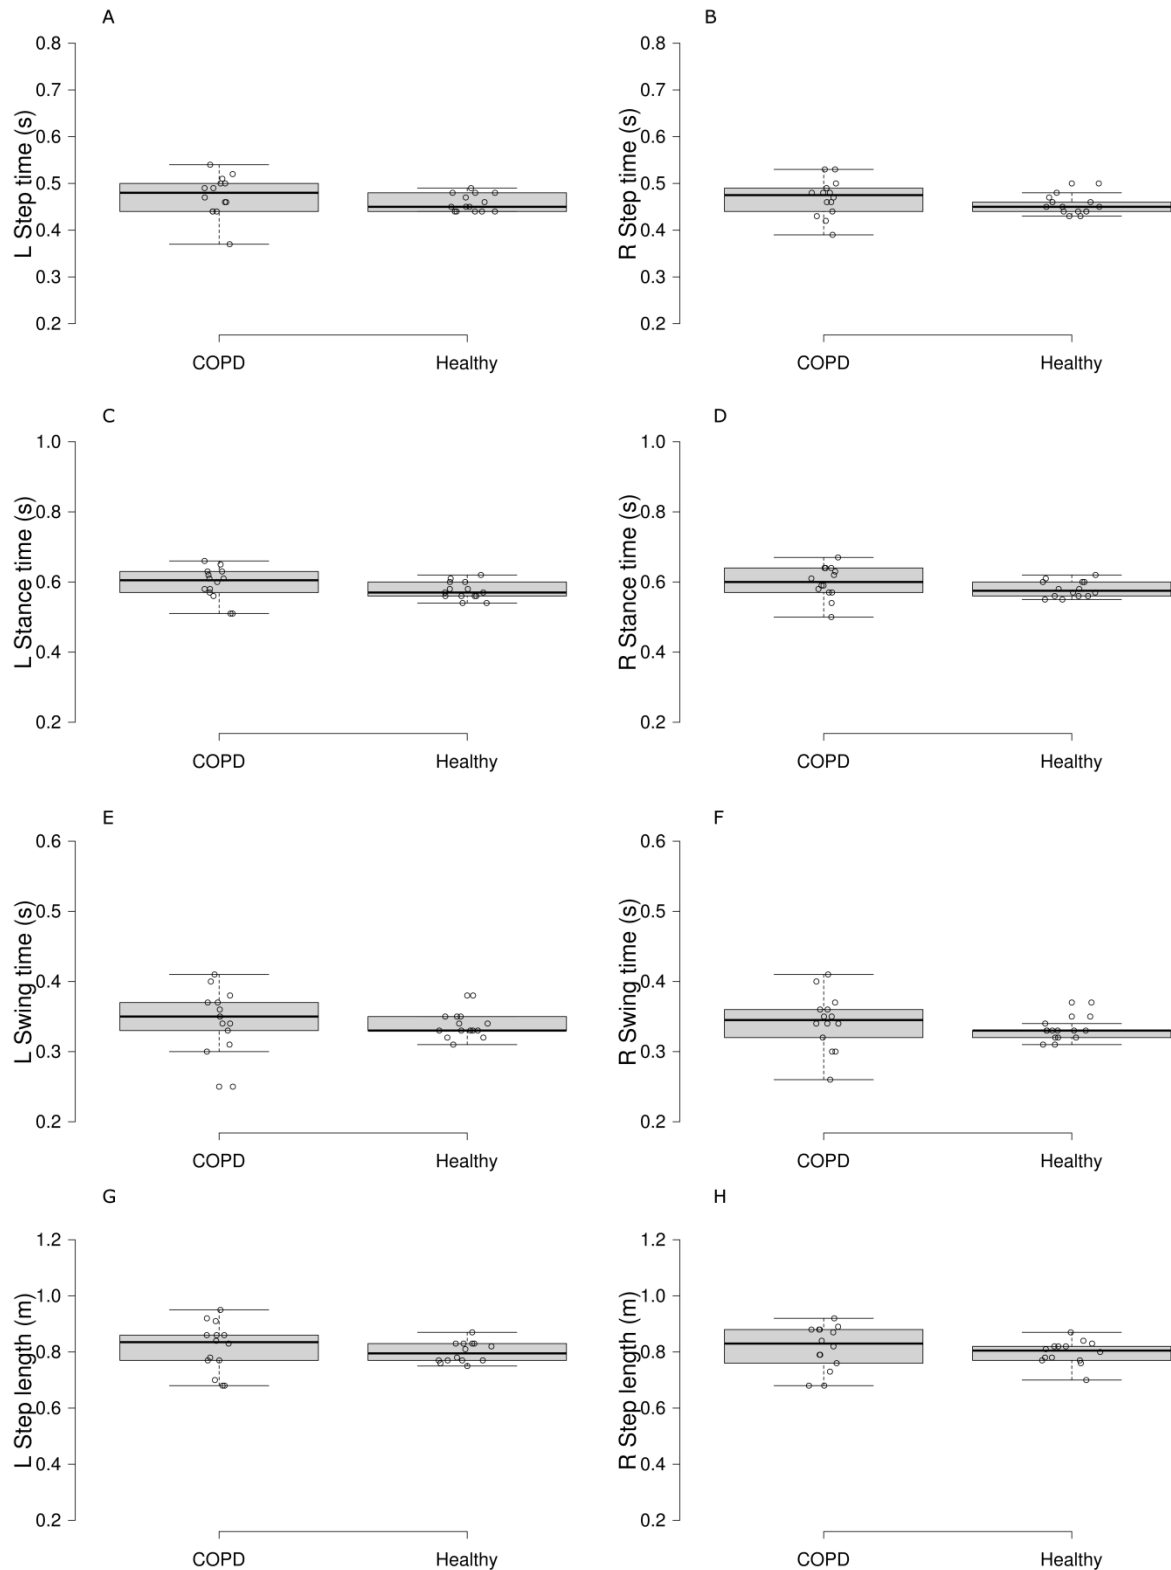 A
L Step time (s)
0.8
0.7
0.6
0.5
0.4
0.3
0.2
COPD
Healthy
B
R Step time (s)
0.8
0.7
0.6
0.5
0.4
0.3
0.2
COPD
Healthy
C
L Stance time (s)
1.0
0.8
0.6
0.4
0.2
COPD
Healthy
D
R Stance time (s)
1.0
0.8
0.6
0.4
0.2
COPD
Healthy
E
L Swing time (s)
0.6
0.5
0.4
0.3
0.2
COPD
Healthy
F
R Swing time (s)
0.6
0.5
0.4
0.3
0.2
COPD
Healthy
G
L Step length (m)
1.2
1.0
0.8
0.6
0.4
0.2
COPD
Healthy
H
R Step length (m)
1.2
1.0
0.8
0.6
0.4
0.2
COPD
Healthy